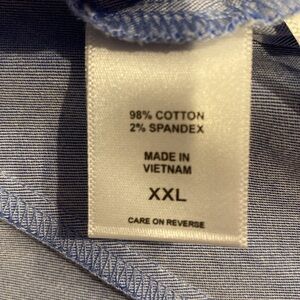 98% COTTON
2% SPANDEX
MADE IN
VIETNAM
XXL
CARE ON REVERSE